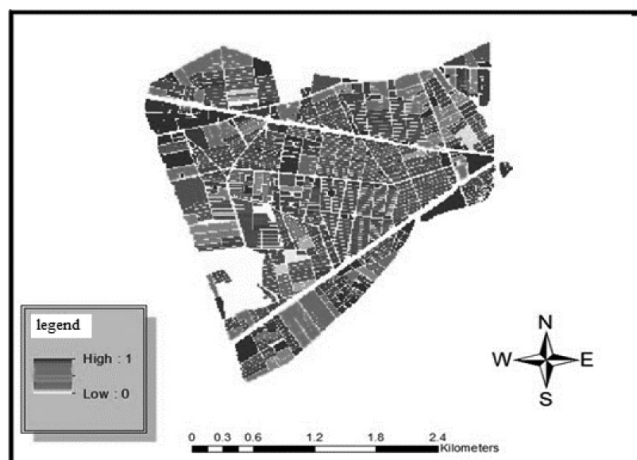 legend
High : 1
Low : 0
N
W E
S
0 0.3 0.6 1.2 1.8 2.4
Kilometers